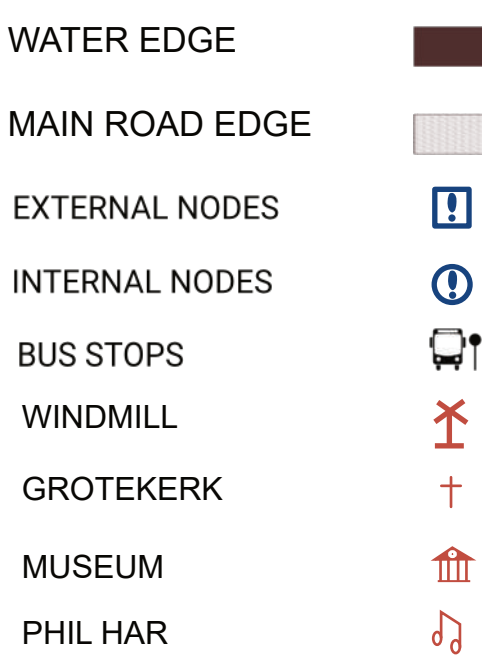 WATER EDGE
MAIN ROAD EDGE
EXTERNAL NODES
INTERNAL NODES
BUS STOPS
WINDMILL
GROTEKERK
MUSEUM
PHIL HAR